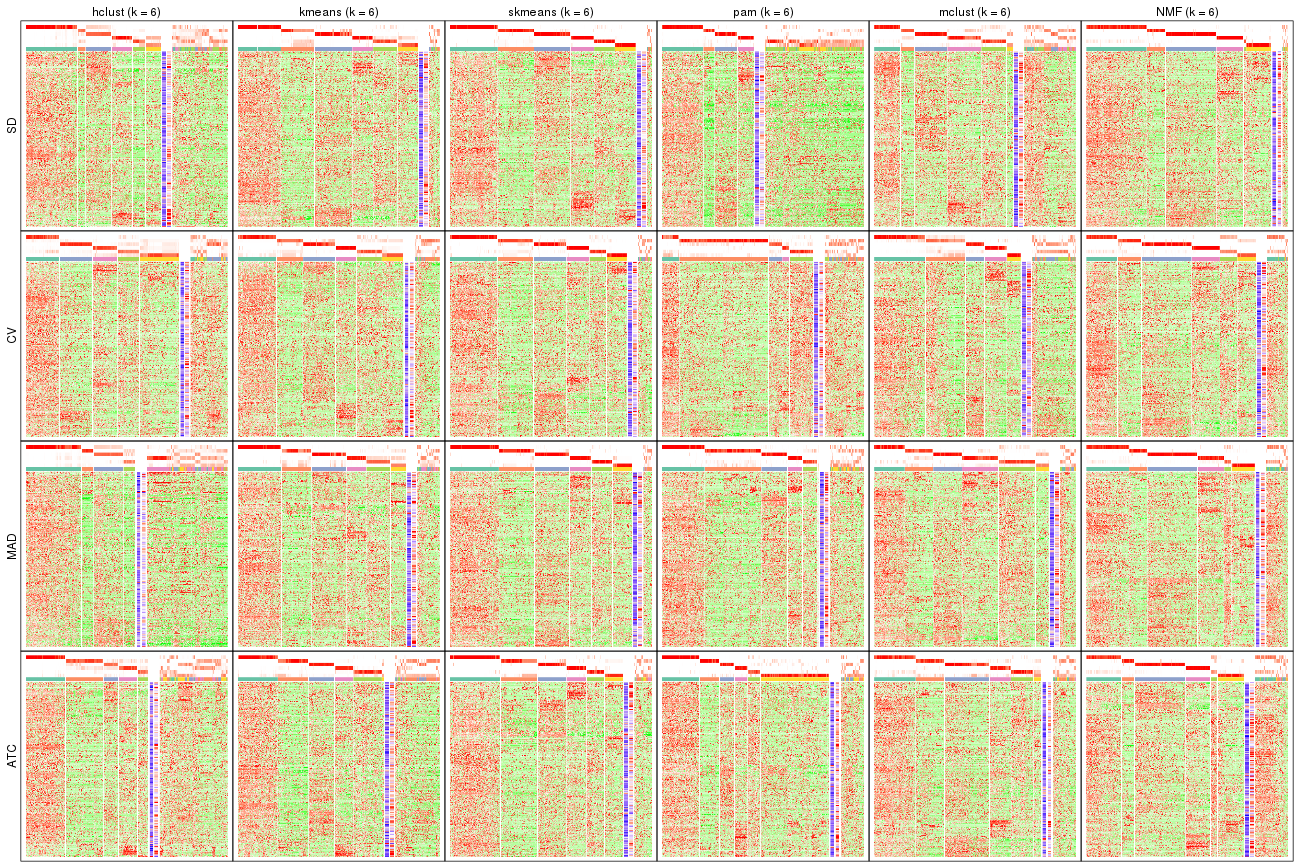 hclust (k = 6)
kmeans (k = 6)
skmeans (k = 6)
pam (k = 6)
mclust (k = 6)
NMF (k = 6)
SD
CV
MAD
ATC